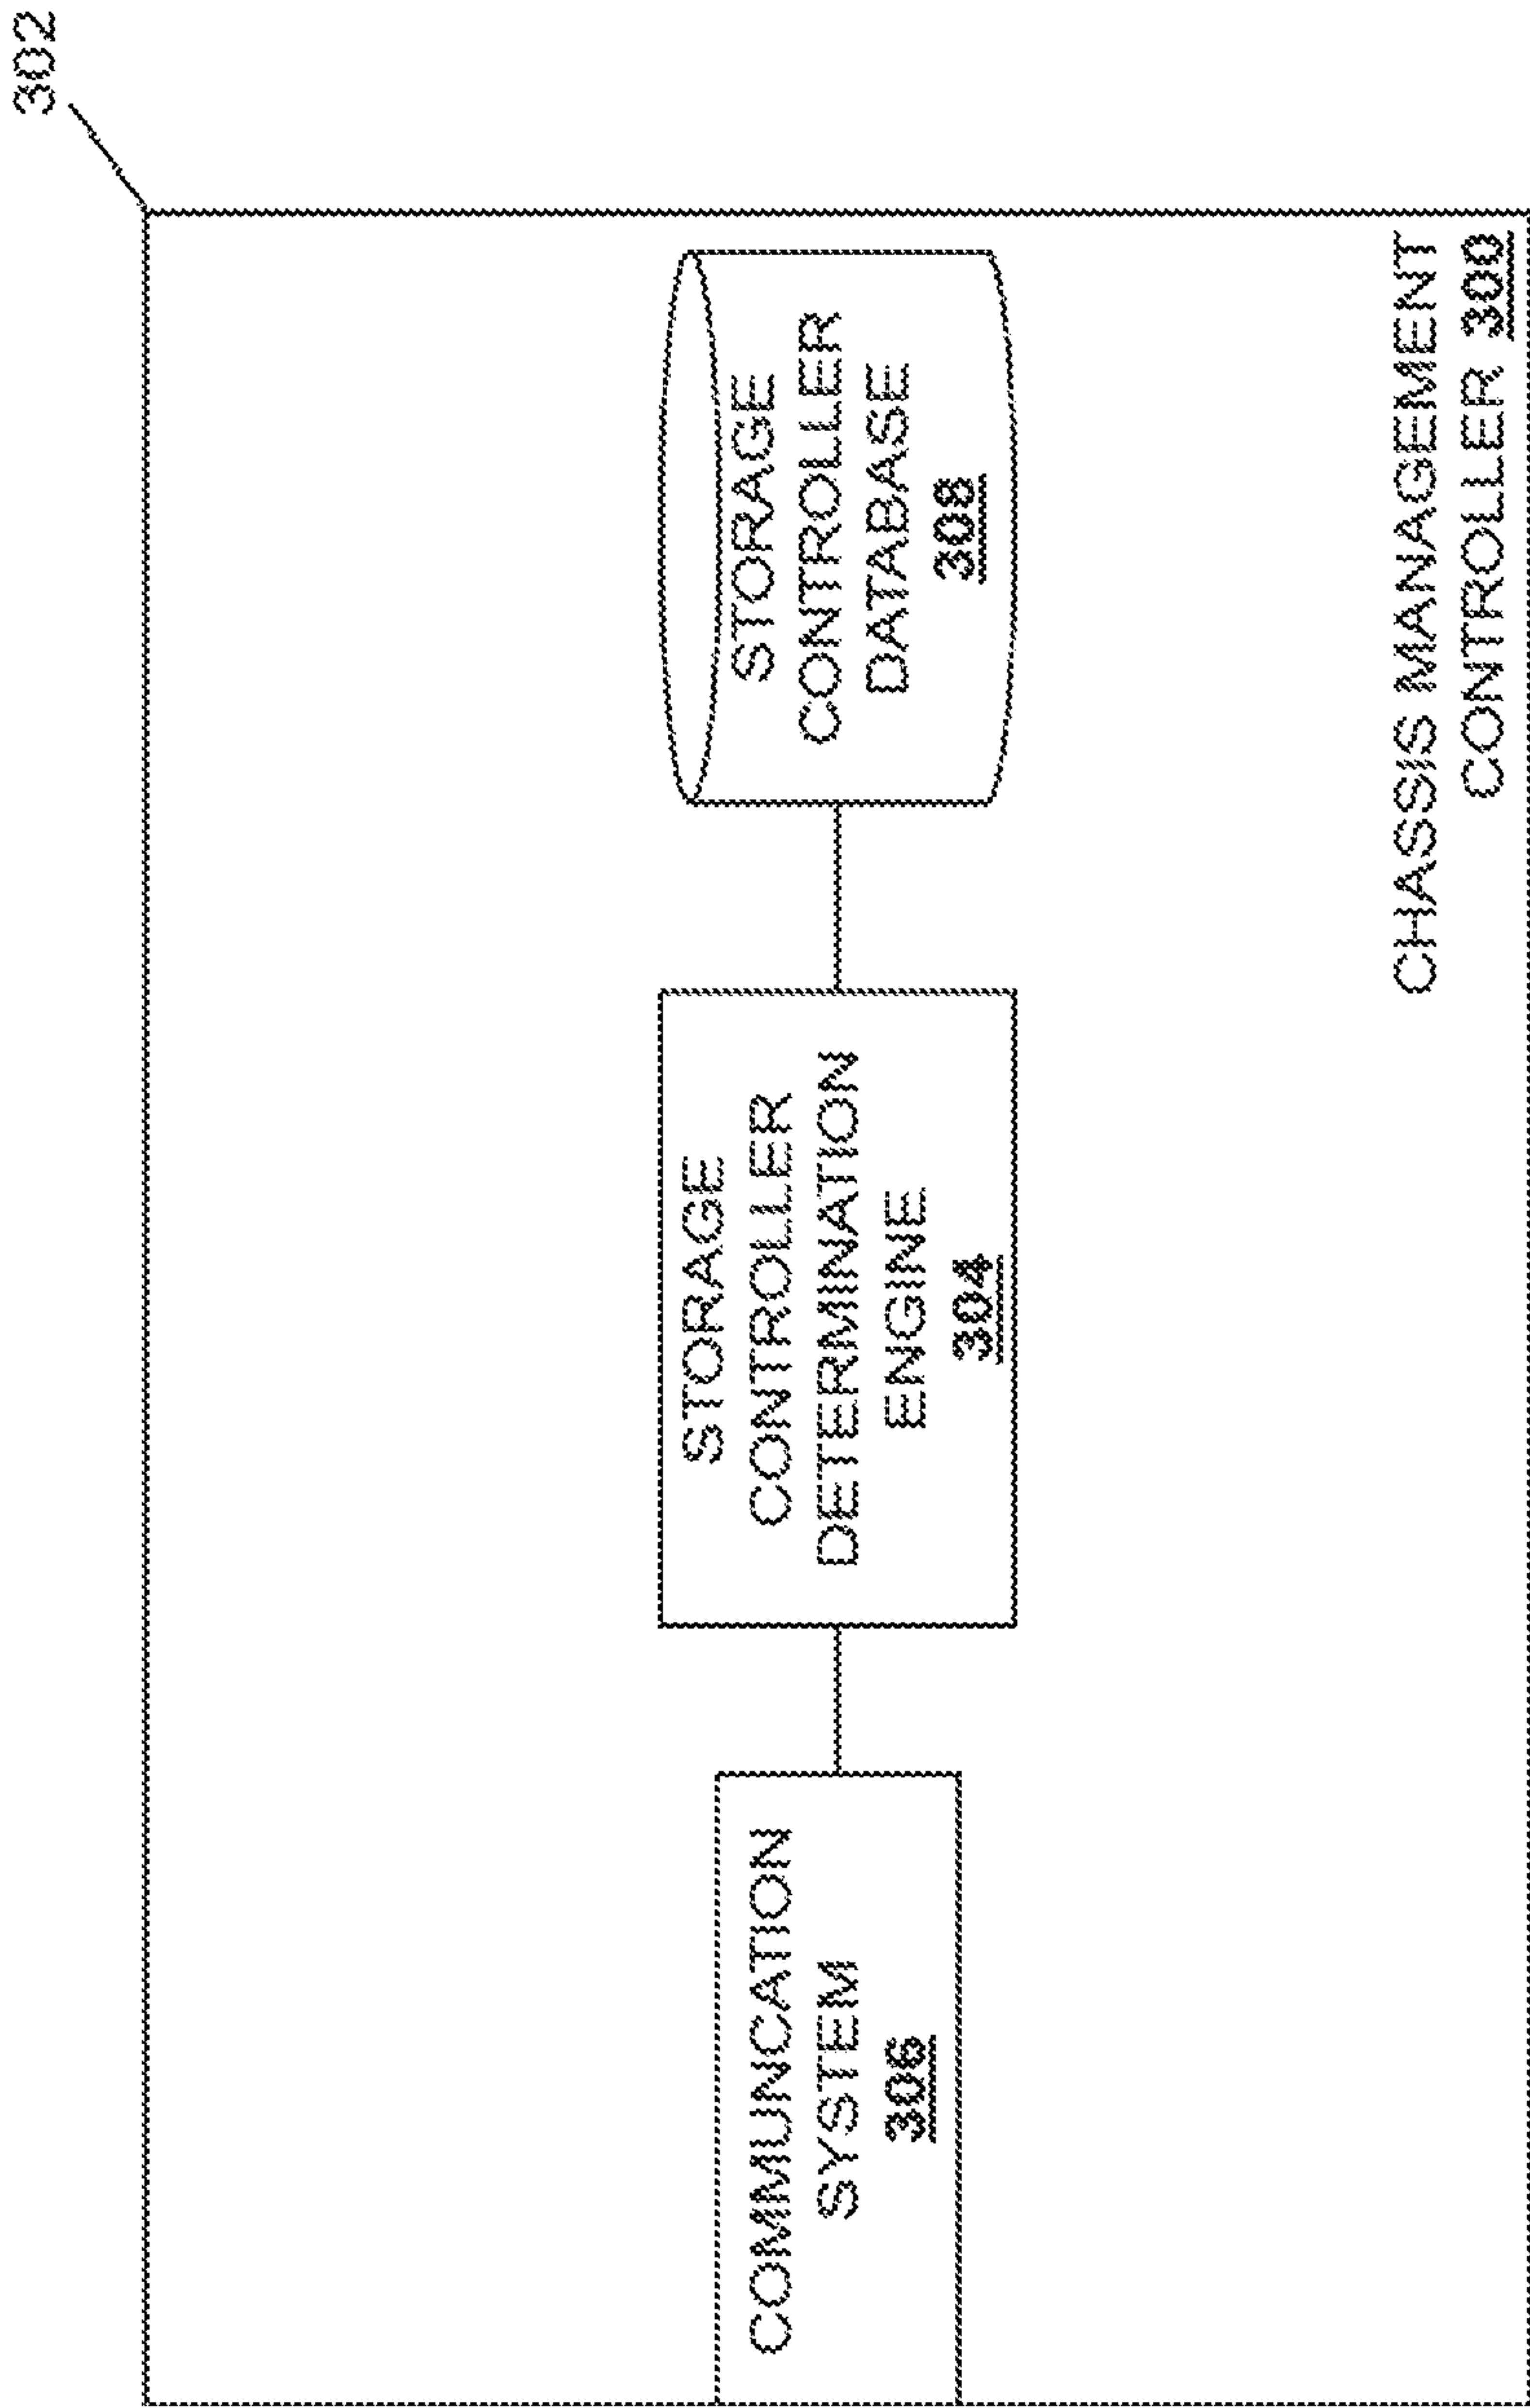 302
COMMUNCATION
SYSTEM
306
STORAGE
CONTROLLER
DETERMINATION
ENGINE
304
STORAGE
CONTROLLER
DATABASE
308
CHASSIS MANAGEMENT
CONTROLLER 300